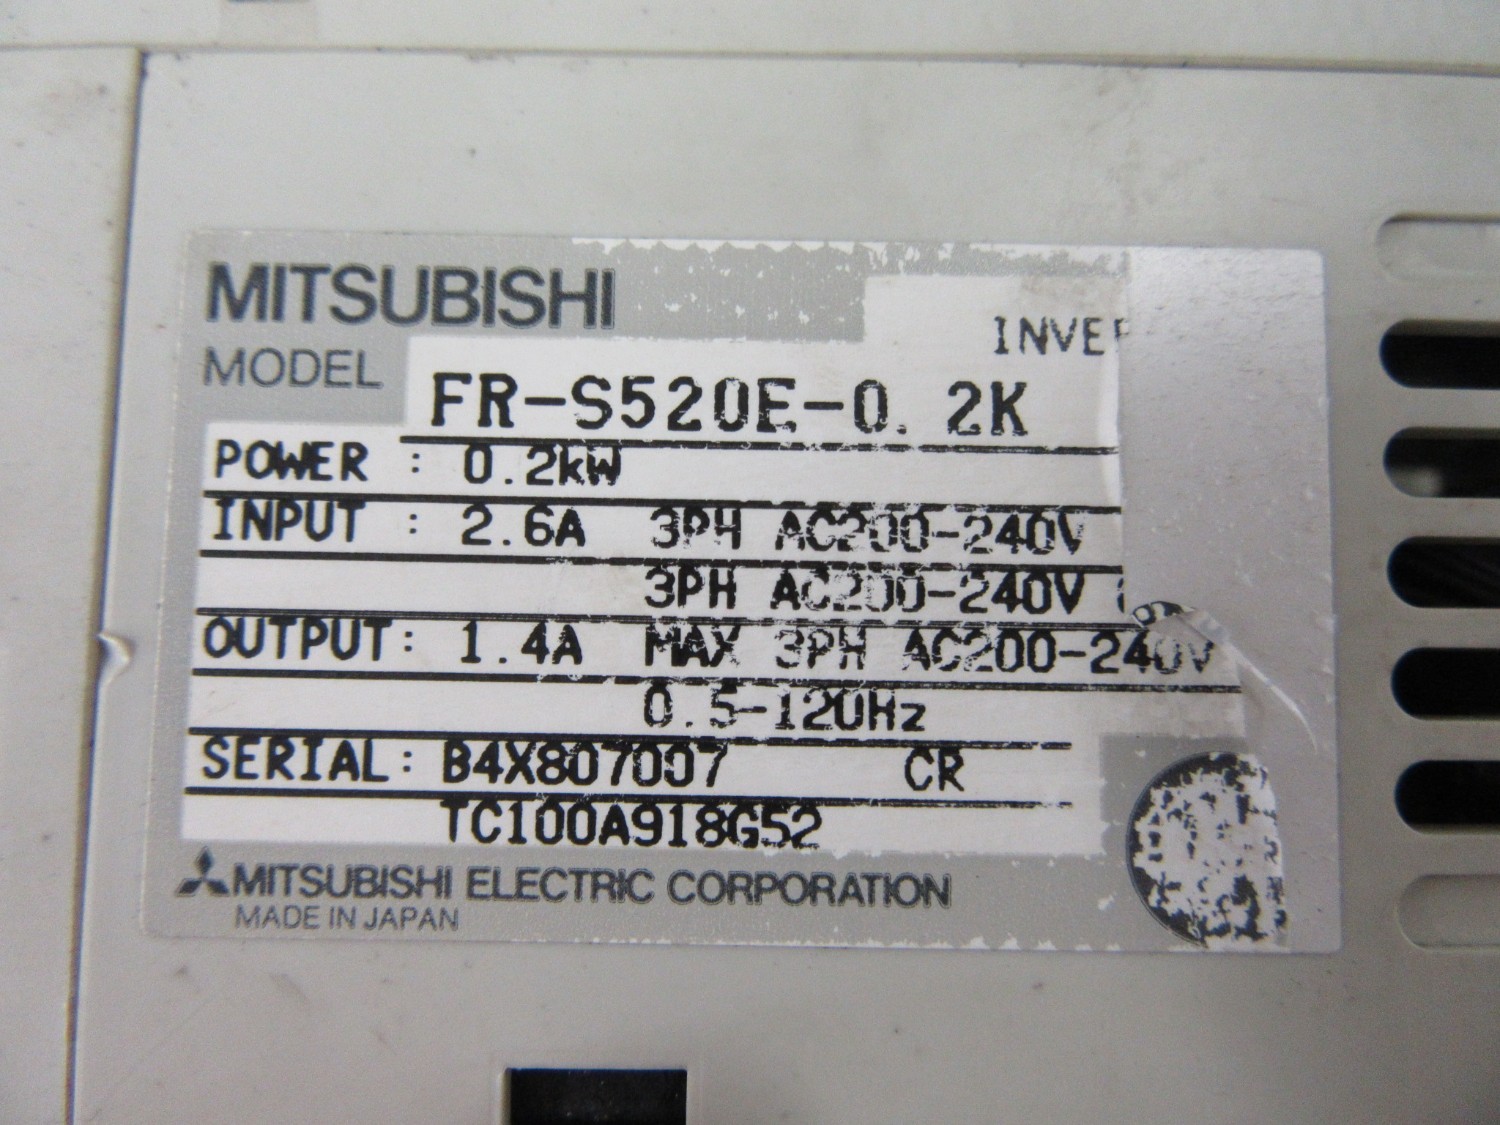 MITSUBISHI
INVER
MODEL FR-S520E-0.2K
POWER : 0.2kW
INPUT : 2.6A 3PH AC200-240V
3PH AC200-240V
OUTPUT: 1.4A MAX 3PH AC200-240V
0.5-120Hz
SERIAL: B4X807007 CR
TC100A918G52
MITSUBISHI ELECTRIC CORPORATION
MADE IN JAPAN